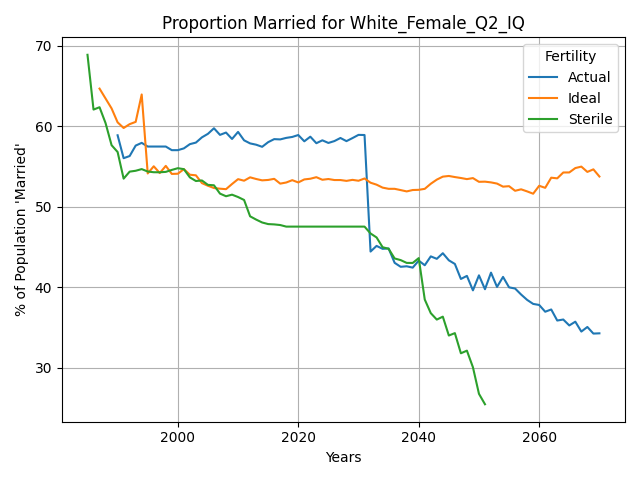 Proportion Married for White_Female_Q2_IQ
Fertility
Actual
Ideal
Sterile
% of Population 'Married'
70
60
50
40
30
2000
2020
2040
2060
Years